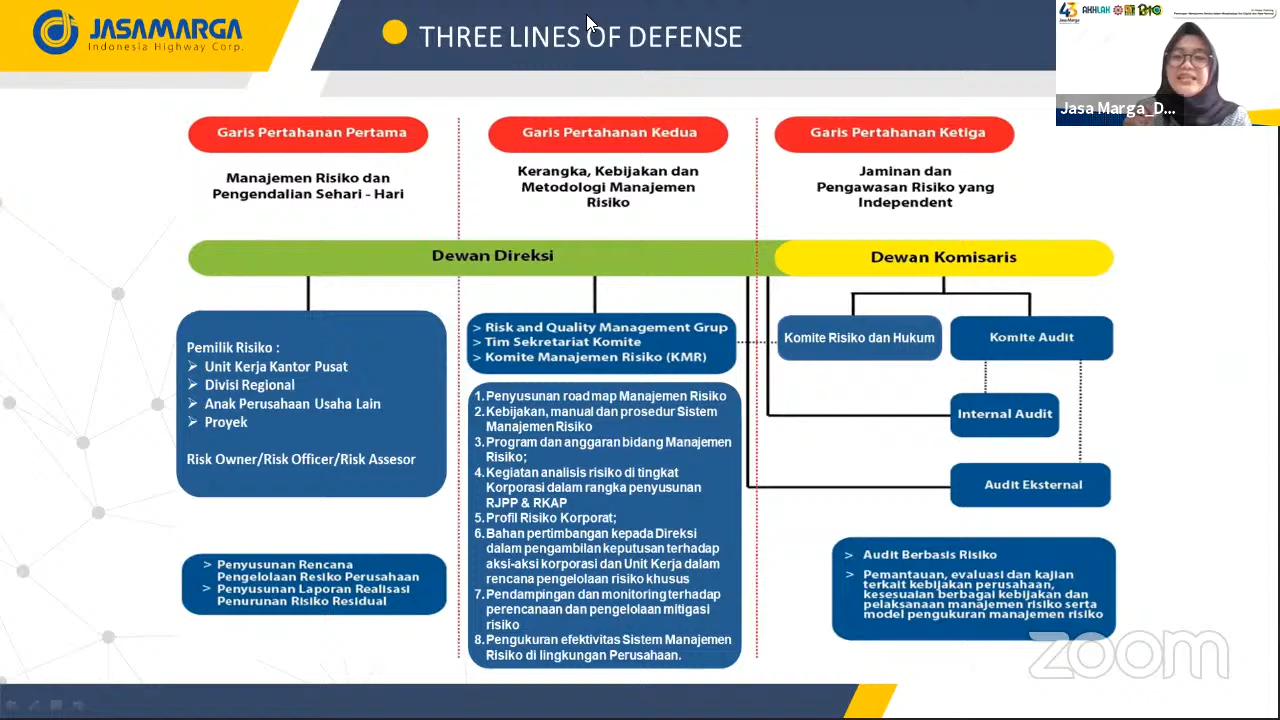 JASAMARGA
Indonesia Highway Corp.
THREE LINES OF DEFENSE
43
JasaMarga
AKHLAK
Jasa Marga_D...
Garis Pertahanan Pertama
Garis Pertahanan Kedua
Garis Pertahanan Ketiga
Manajemen Risiko dan
Pengendalian Sehari - Hari
Kerangka, Kebijakan dan
Metodologi Manajemen
Risiko
Jaminan dan
Pengawasan Risiko yang
Independent
Dewan Direksi
Dewan Komisaris
Pemilik Risiko :
➢ Unit Kerja Kantor Pusat
➢ Divisi Regional
➢ Anak Perusahaan Usaha Lain
➢ Proyek
Risk Owner/Risk Officer/Risk Assesor
> Penyusunan Rencana
Pengelolaan Resiko Perusahaan
> Penyusunan Laporan Realisasi
Penurunan Risiko Residual
> Risk and Quality Management Grup
> Tim Sekretariat Komite
> Komite Manajemen Risiko (KMR)
1. Penyusunan road map Manajemen Risiko
2. Kebijakan, manual dan prosedur Sistem
Manajemen Risiko
3. Program dan anggaran bidang Manajemen
Risiko;
4. Kegiatan analisis risiko di tingkat
Korporasi dalam rangka penyusunan
RJPP & RKAP
5. Profil Risiko Korporat;
6. Bahan pertimbangan kepada Direksi
dalam pengambilan keputusan terhadap
aksi-aksi korporasi dan Unit Kerja dalam
rencana pengelolaan risiko khusus
7. Pendampingan dan monitoring terhadap
perencanaan dan pengelolaan mitigasi
risiko
8. Pengukuran efektivitas Sistem Manajemen
Risiko di lingkungan Perusahaan.
Komite Risiko dan Hukum
Komite Audit
Internal Audit
Audit Eksternal
> Audit Berbasis Risiko
> Pemantauan, evaluasi dan kajian
terkait kebijakan perusahaan,
kesesuaian berbagai kebijakan dan
pelaksanaan manajemen risiko serta
model pengukuran manajemen risiko
zoom